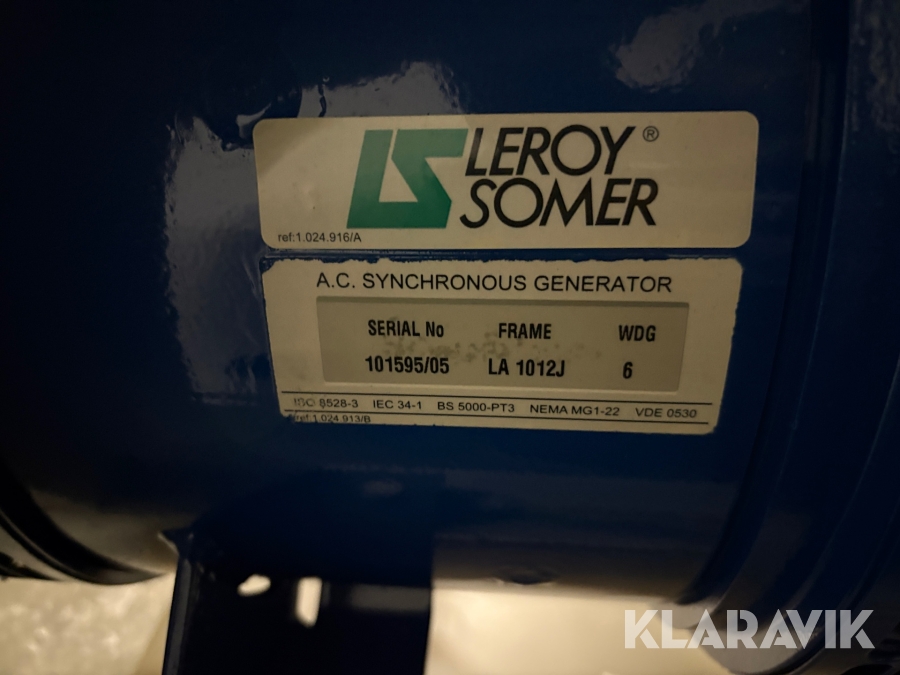 LEROY®
SOMER
ref:1.024.916/A
A.C. SYNCHRONOUS GENERATOR
SERIAL No FRAME WDG
101595/05 LA 1012J 6
ISO 8528-3 IEC 34-1 BS 5000-PT3 NEMA MG1-22 VDE 0530
ref:1.024.913/B
KLARAVIK